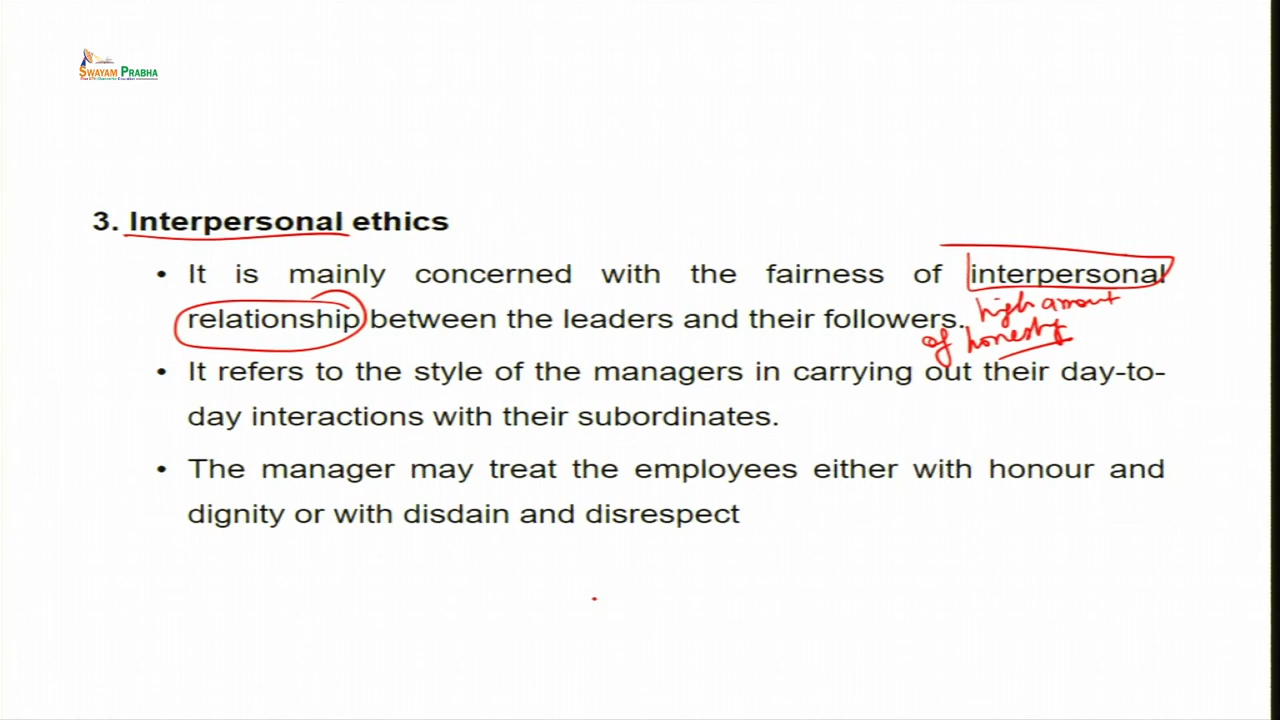 SWAYAM PRABHA
3. Interpersonal ethics
• It is mainly concerned with the fairness of interpersonal
relationship between the leaders and their followers.
high amount
of honesty
• It refers to the style of the managers in carrying out their day-to-
day interactions with their subordinates.
• The manager may treat the employees either with honour and
dignity or with disdain and disrespect